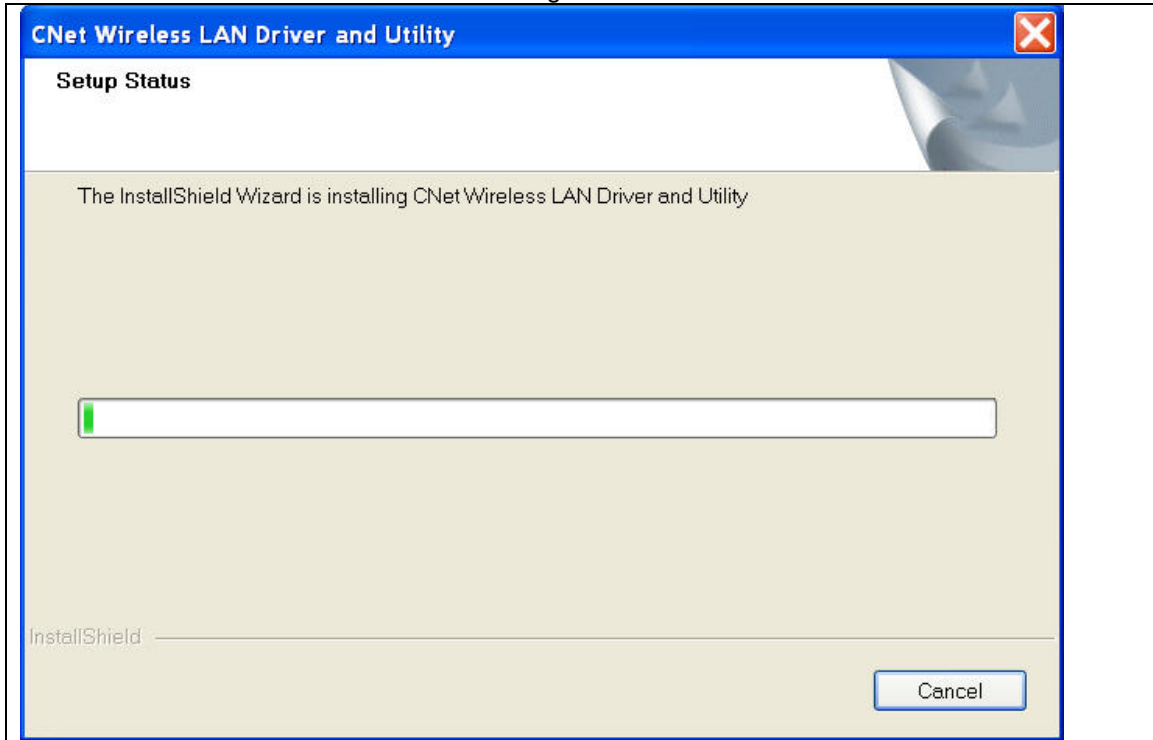 CNet Wireless LAN Driver and Utility
Setup Status
The InstallShield Wizard is installing CNet Wireless LAN Driver and Utility
InstallShield
Cancel